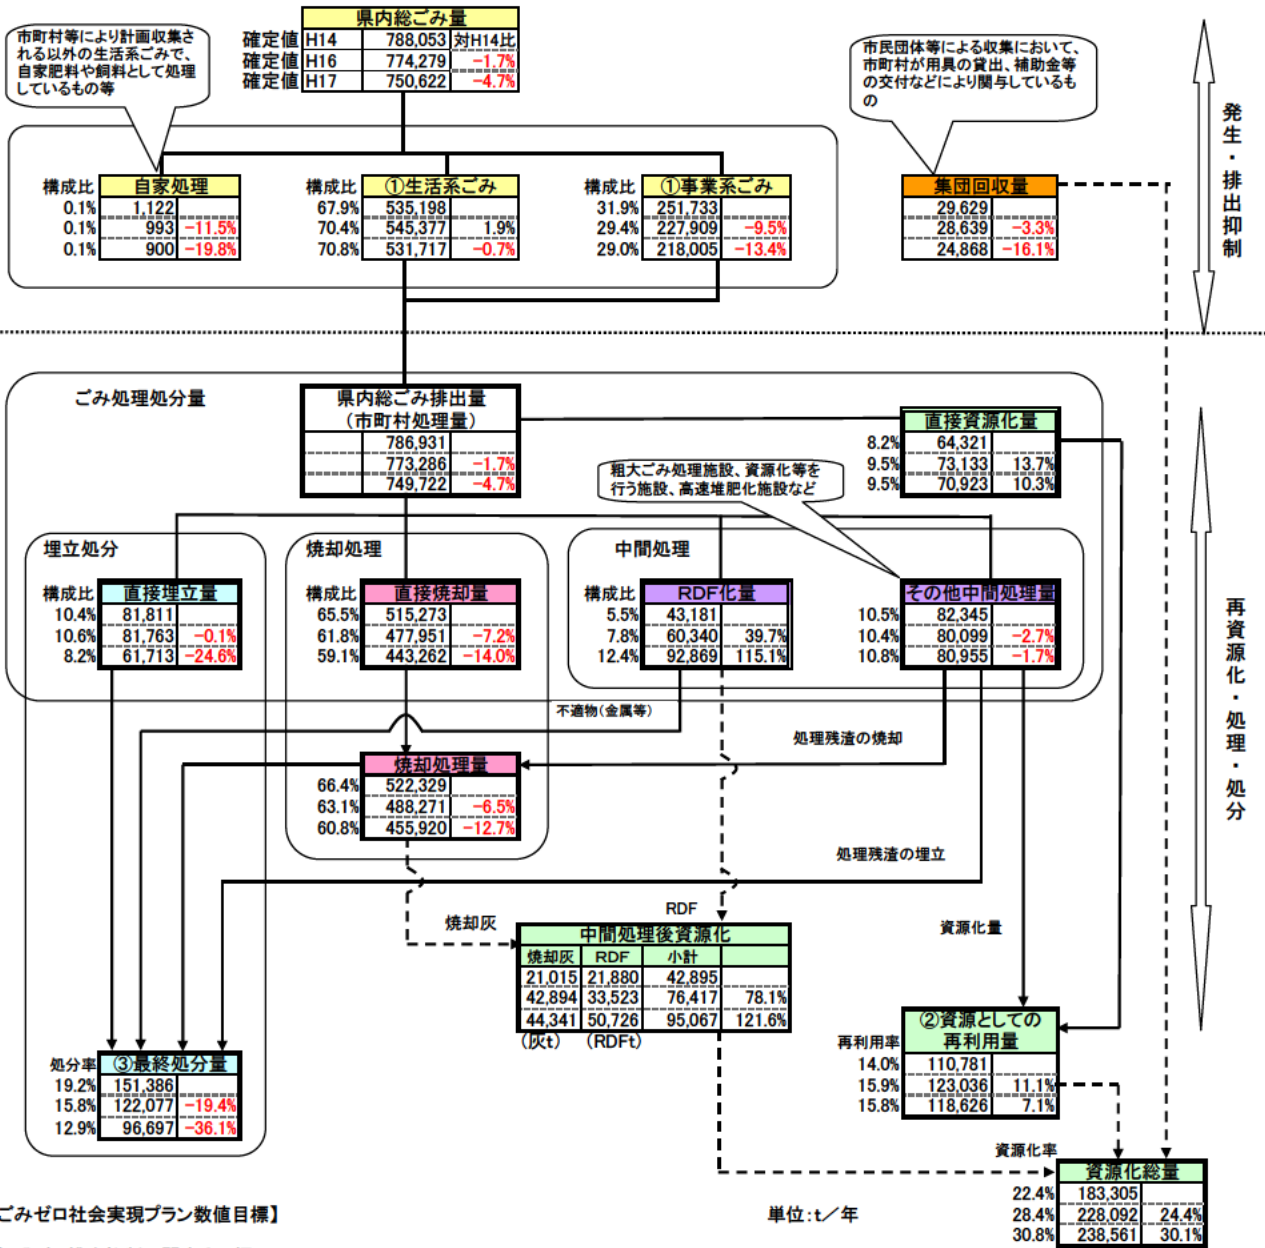 県内総ごみ量
確定値 H14 788,053 対H14比
確定値 H16 774,279 -1.7%
確定値 H17 750,622 -4.7%
市町村等により計画収集さ
れる以外の生活系ごみで、
自家肥料や飼料として処理
しているもの等
市民団体等による収集において、
市町村が用具の貸出、補助金等
の交付などにより関与しているも
の
発生・排出抑制
構成比 自家処理
0.1% 1,122
0.1% 993 -11.5%
0.1% 900 -19.8%
構成比 ①生活系ごみ
67.9% 535,198
70.4% 545,377 1.9%
70.8% 531,717 -0.7%
構成比 ①事業系ごみ
31.9% 251,733
29.4% 227,909 -9.5%
29.0% 218,005 -13.4%
集団回収量
29,629
28,639 -3.3%
24,868 -16.1%
ごみ処理処分量
県内総ごみ排出量
(市町村処理量)
786,931
773,286 -1.7%
749,722 -4.7%
直接資源化量
8.2% 64,321
9.5% 73,133 13.7%
9.5% 70,923 10.3%
粗大ごみ処理施設、資源化等を
行う施設、高速堆肥化施設など
再資源化・処理・処分
埋立処分
構成比 直接埋立量
10.4% 81,811
10.6% 81,763 -0.1%
8.2% 61,713 -24.6%
焼却処理
構成比 直接焼却量
65.5% 515,273
61.8% 477,951 -7.2%
59.1% 443,262 -14.0%
中間処理
構成比 RDF化量
5.5% 43,181
7.8% 60,340 39.7%
12.4% 92,869 115.1%
その他中間処理量
10.5% 82,345
10.4% 80,099 -2.7%
10.8% 80,955 -1.7%
不適物(金属等)
処理残渣の焼却
焼却処理量
66.4% 522,329
63.1% 488,271 -6.5%
60.8% 455,920 -12.7%
処理残渣の埋立
焼却灰
RDF
資源化量
中間処理後資源化
焼却灰 RDF 小計
21,015 21,880 42,895
42,894 33,523 76,417 78.1%
44,341 50,726 95,067 121.6%
(灰t) (RDFt)
②資源としての
再利用率 再利用量
14.0% 110,781
15.9% 123,036 11.1%
15.8% 118,626 7.1%
処分率 ③最終処分量
19.2% 151,386
15.8% 122,077 -19.4%
12.9% 96,697 -36.1%
資源化率 資源化総量
22.4% 183,305
28.4% 228,092 24.4%
30.8% 238,561 30.1%
ごみゼロ社会実現プラン数値目標】
単位:t/年